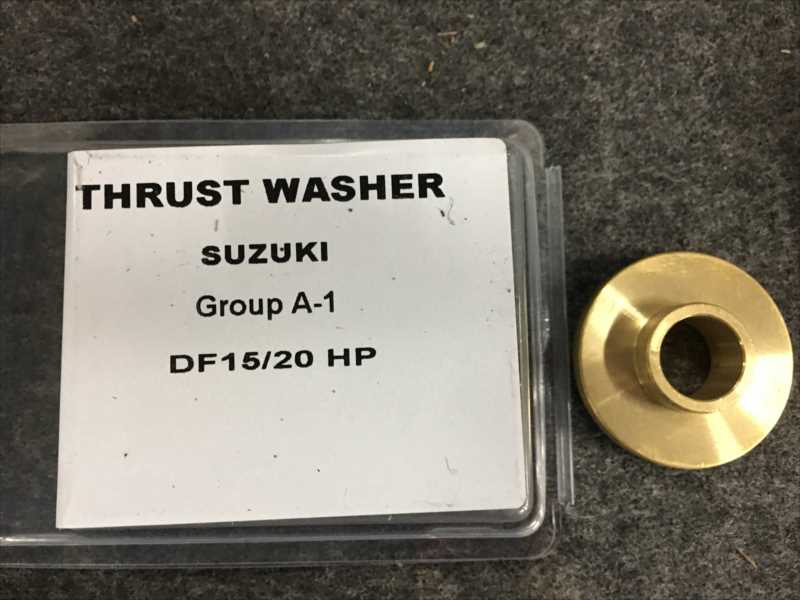 THRUST WASHER
SUZUKI
Group A-1
DF15/20 HP